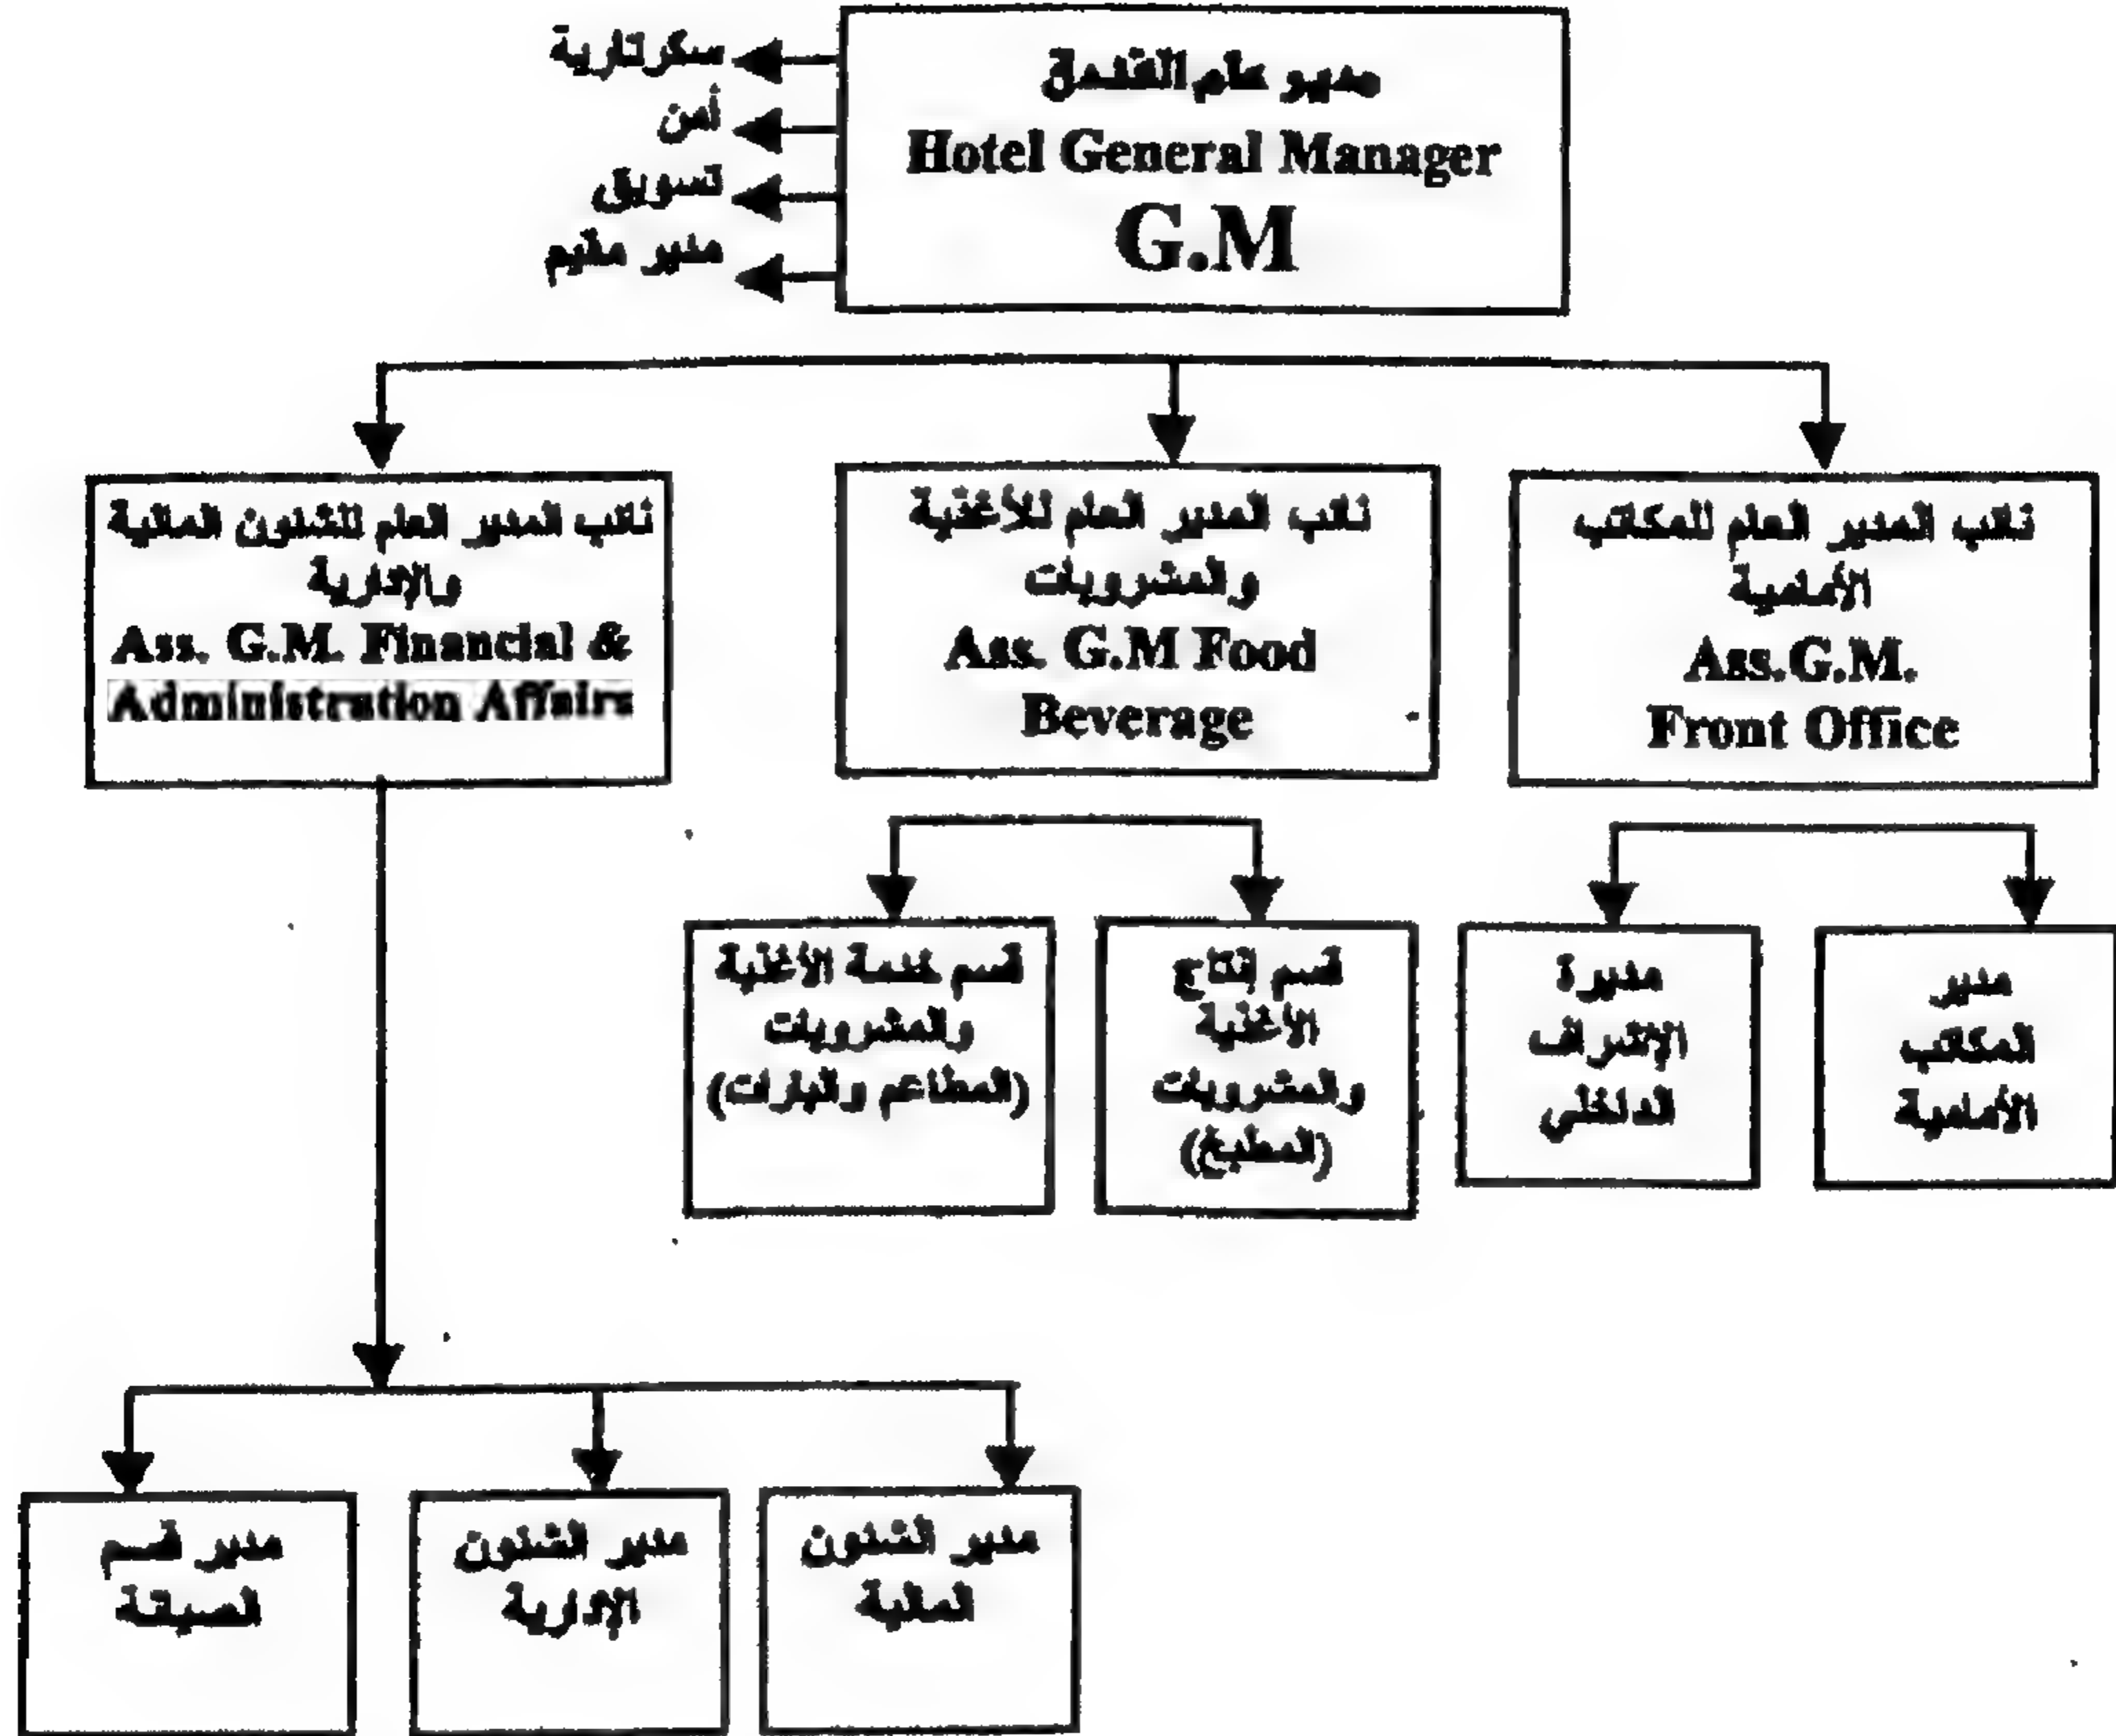 مدير عام الفندق
Hotel General Manager
G.M
سكرتارية
أمن
تسويق
مدير مقيم
نائب المدير العام للمكاتب
الأمامية
Ass.G.M.
Front Office
نائب المدير العام للأغذية
والمشروبات
Ass. G.M Food
Beverage
نائب المدير العام للشئون المالية
والإدارية
Ass. G.M. Financial &
Administration Affairs
مدير
المكاتب
الأمامية
مديرة
الإشراف
الداخلي
قسم إنتاج
الأغذية
والمشروبات
(المطبخ)
قسم خدمة الأغذية
والمشروبات
(المطاعم والبارات)
مدير الشئون
المالية
مدير الشئون
الإدارية
مدير قسم
الصيانة